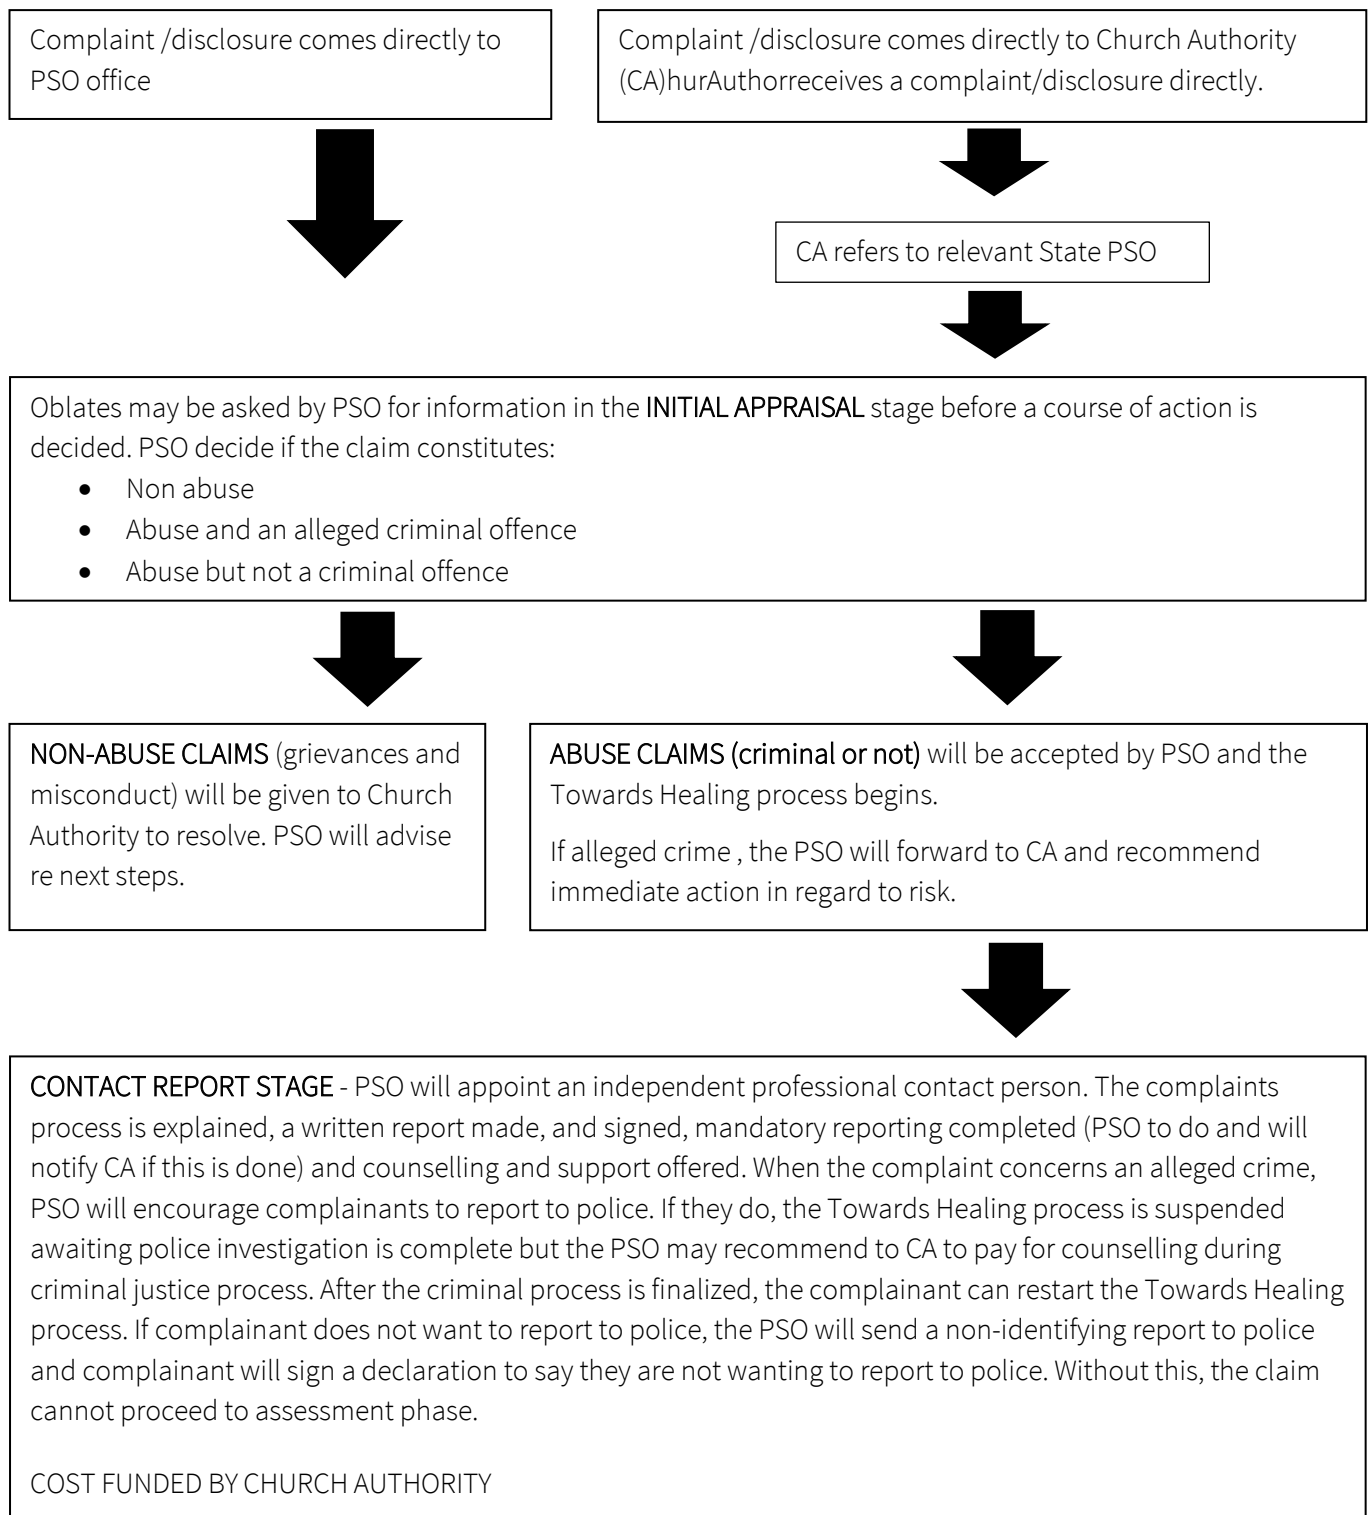 Complaint /disclosure comes directly to
PSO office
Complaint /disclosure comes directly to Church Authority
(CA)hurAuthorreceives a complaint/disclosure directly.
CA refers to relevant State PSO
Oblates may be asked by PSO for information in the INITIAL APPRAISAL stage before a course of action is
decided. PSO decide if the claim constitutes:
• Non abuse
• Abuse and an alleged criminal offence
• Abuse but not a criminal offence
NON-ABUSE CLAIMS (grievances and
misconduct) will be given to Church
Authority to resolve. PSO will advise
re next steps.
ABUSE CLAIMS (criminal or not) will be accepted by PSO and the
Towards Healing process begins.
If alleged crime , the PSO will forward to CA and recommend
immediate action in regard to risk.
CONTACT REPORT STAGE - PSO will appoint an independent professional contact person. The complaints
process is explained, a written report made, and signed, mandatory reporting completed (PSO to do and will
notify CA if this is done) and counselling and support offered. When the complaint concerns an alleged crime,
PSO will encourage complainants to report to police. If they do, the Towards Healing process is suspended
awaiting police investigation is complete but the PSO may recommend to CA to pay for counselling during
criminal justice process. After the criminal process is finalized, the complainant can restart the Towards Healing
process. If complainant does not want to report to police, the PSO will send a non-identifying report to police
and complainant will sign a declaration to say they are not wanting to report to police. Without this, the claim
cannot proceed to assessment phase.
COST FUNDED BY CHURCH AUTHORITY